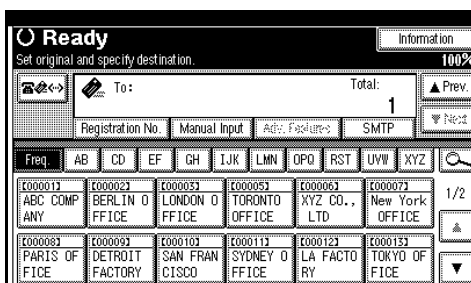 Ready
Information
Set original and specify destination.
100%
To:
Total:
1
▲ Prev.
▼ Next
Registration No.
Manual Input
Adv. Features
SMTP
Freq.
AB
CD
EF
GH
IJK
LMN
OPQ
RST
UVW
XYZ
[00001]
ABC COMP
ANY
[00002]
BERLIN O
FFICE
[00003]
LONDON O
FFICE
[00005]
TORONTO
OFFICE
[00006]
XYZ CO.,
LTD
[00007]
New York
OFFICE
1/2
[00008]
PARIS OF
FICE
[00009]
DETROIT
FACTORY
[00010]
SAN FRAN
CISCO
[00011]
SYDNEY O
FFICE
[00012]
LA FACTO
RY
[00013]
TOKYO OF
FICE